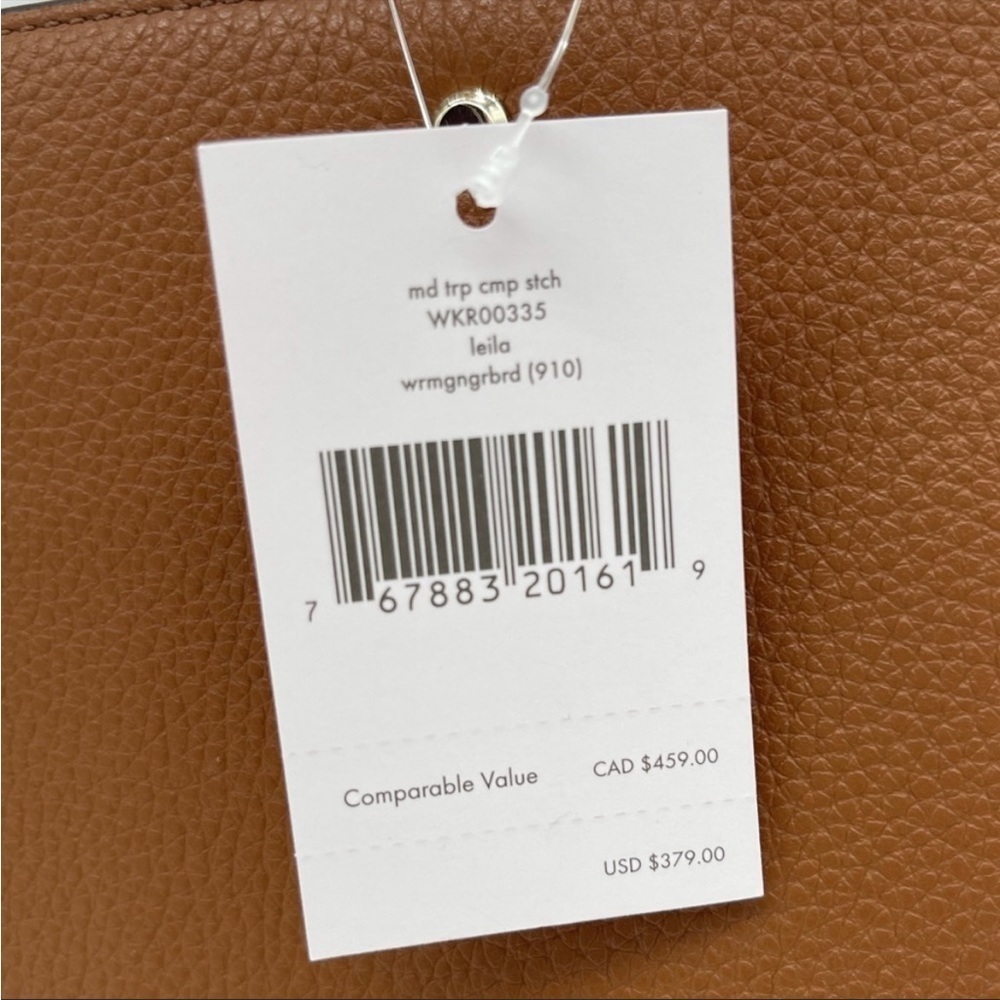 md trp cmp stch
WKR00335
leila
wrmgngrbrd (910)
7 67883 20161 9
Comparable Value CAD $459.00
USD $379.00